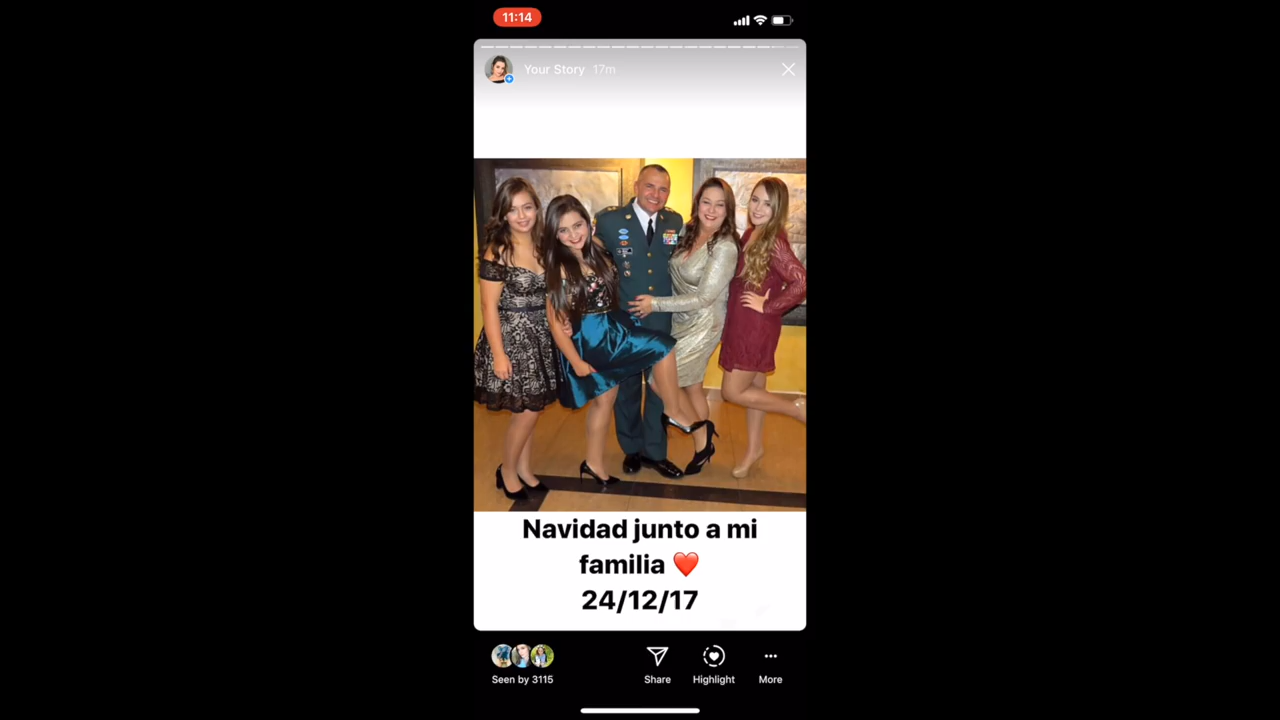 11:14
Your Story 17m
Navidad junto a mi
familia ❤️
24/12/17
Seen by 3115
Share
Highlight
More